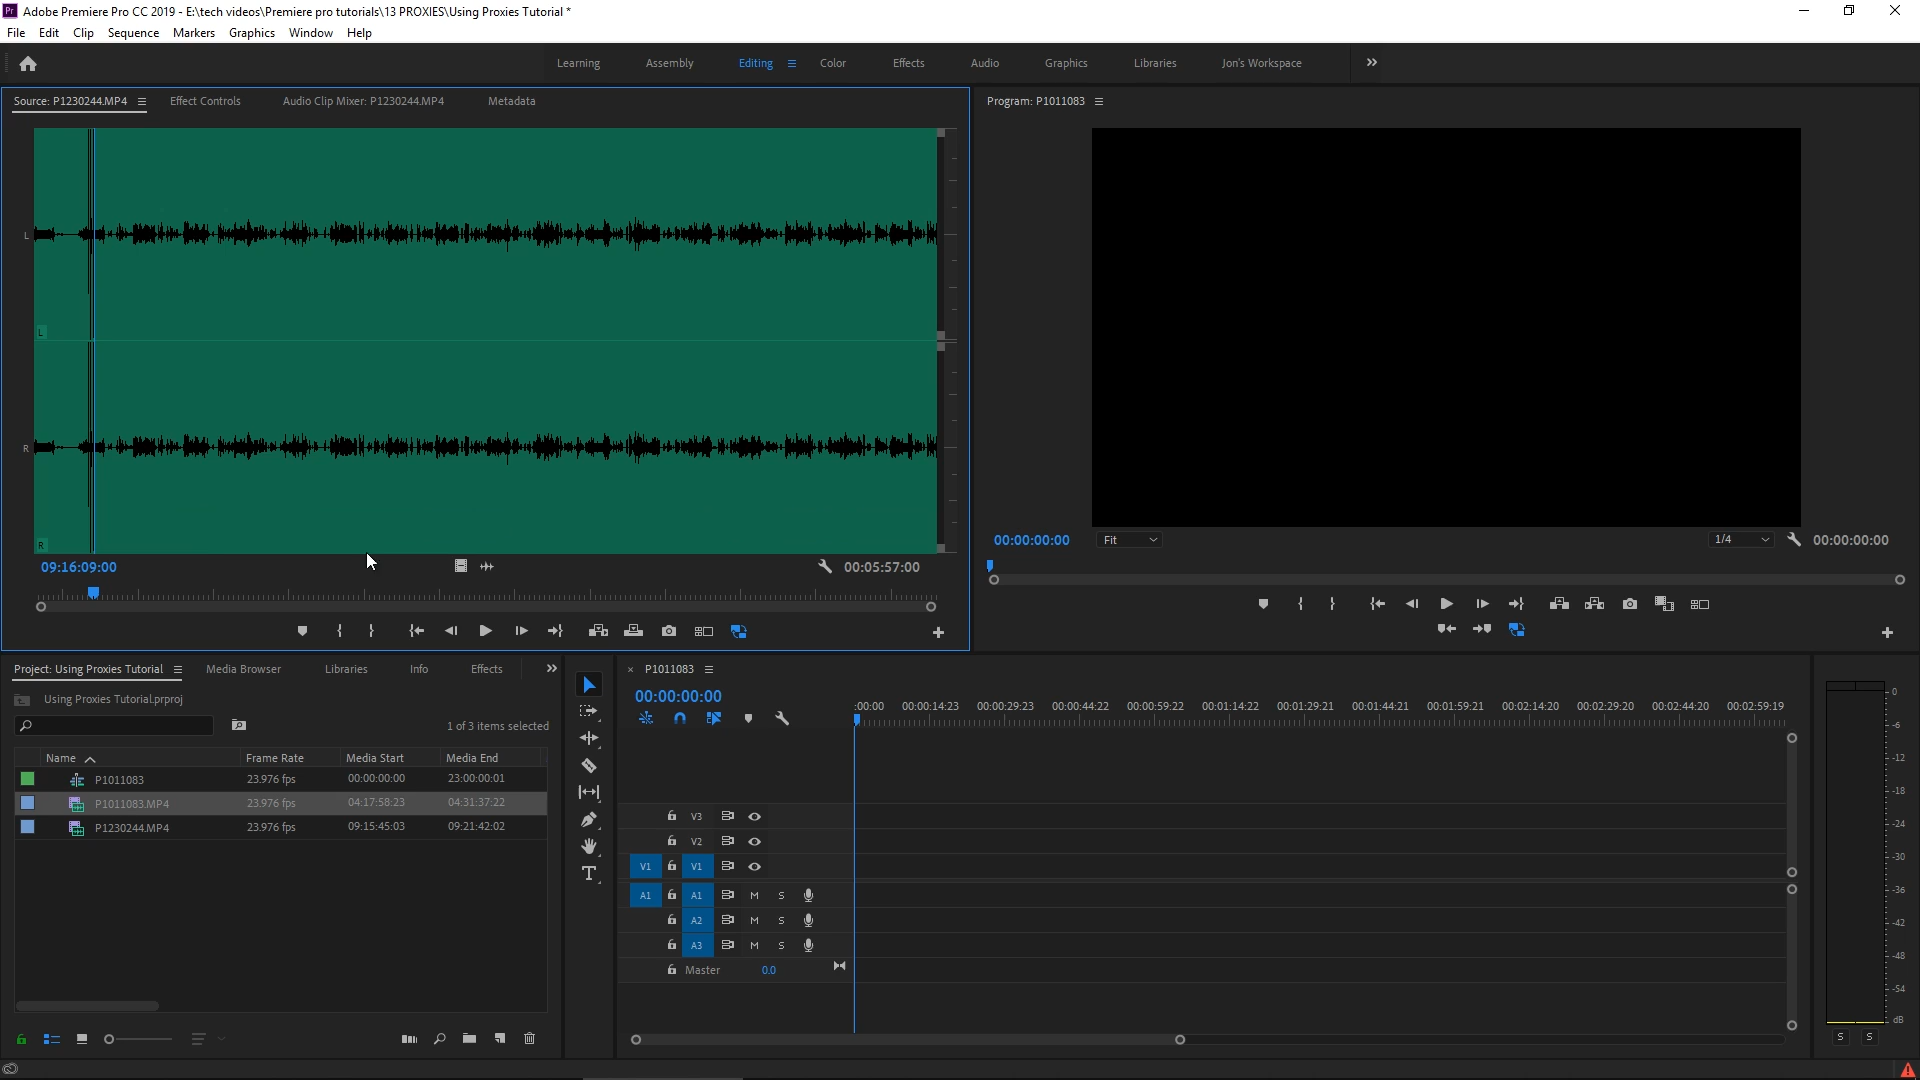 Pr Adobe Premiere Pro CC 2019 - E:\tech videos\Premiere pro tutorials\13 PROXIES\Using Proxies Tutorial *
File Edit Clip Sequence Markers Graphics Window Help
Learning Assembly Editing Color Effects Audio Graphics Libraries Jon's Workspace
Source: P1230244.MP4 Effect Controls Audio Clip Mixer: P1230244.MP4 Metadata
Program: P1011083
L
L
R
R
09:16:09:00 00:05:57:00
00:00:00:00 Fit 1/4 00:00:00:00
Project: Using Proxies Tutorial Media Browser Libraries Info Effects
Using Proxies Tutorial.prproj
1 of 3 items selected
Name Frame Rate Media Start Media End
P1011083 23.976 fps 00:00:00:00 23:00:00:01
P1011083.MP4 23.976 fps 04:17:58:23 04:31:37:22
P1230244.MP4 23.976 fps 09:15:45:03 09:21:42:02
× P1011083
00:00:00:00
:00:00 00:00:14:23 00:00:29:23 00:00:44:22 00:00:59:22 00:01:14:22 00:01:29:21 00:01:44:21 00:01:59:21 00:02:14:20 00:02:29:20 00:02:44:20 00:02:59:19
V3
V2
V1 V1
A1 A1 M S
A2 M S
A3 M S
Master 0.0
0
-6
-12
-18
-24
-30
-36
-42
-48
-54
dB
S S